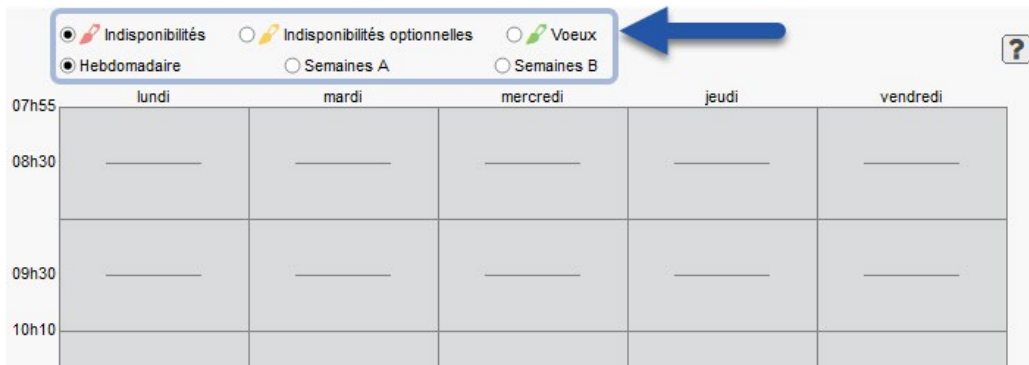 Indisponibilités Indisponibilités optionnelles Voeux
?
Hebdomadaire Semaines A Semaines B
lundi mardi mercredi jeudi vendredi
07h55
08h30
09h30
10h10